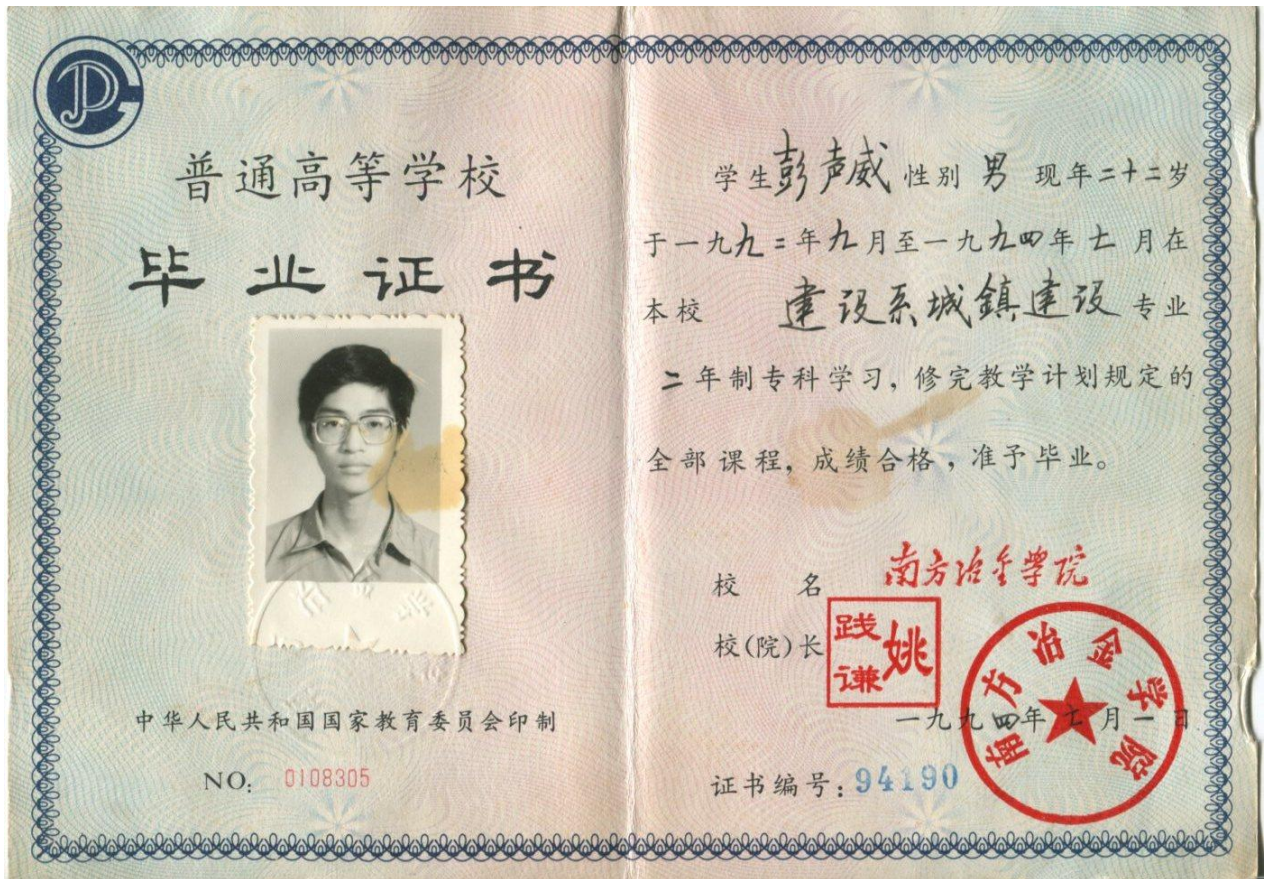 普通高等学校
毕业证书
中华人民共和国国家教育委员会印制
NO: 0108305
学生彭声威性别 男 现年二十二岁
于一九九二年九月至一九九四年七月在
本校 建设系城鎮建设 专业
二年制专科学习，修完教学计划规定的
全部课程，成绩合格，准予毕业。
校 名 南方冶金学院
校(院)长 姚践谦
南方冶金学院
一九九四年七月一日
证书编号：94190